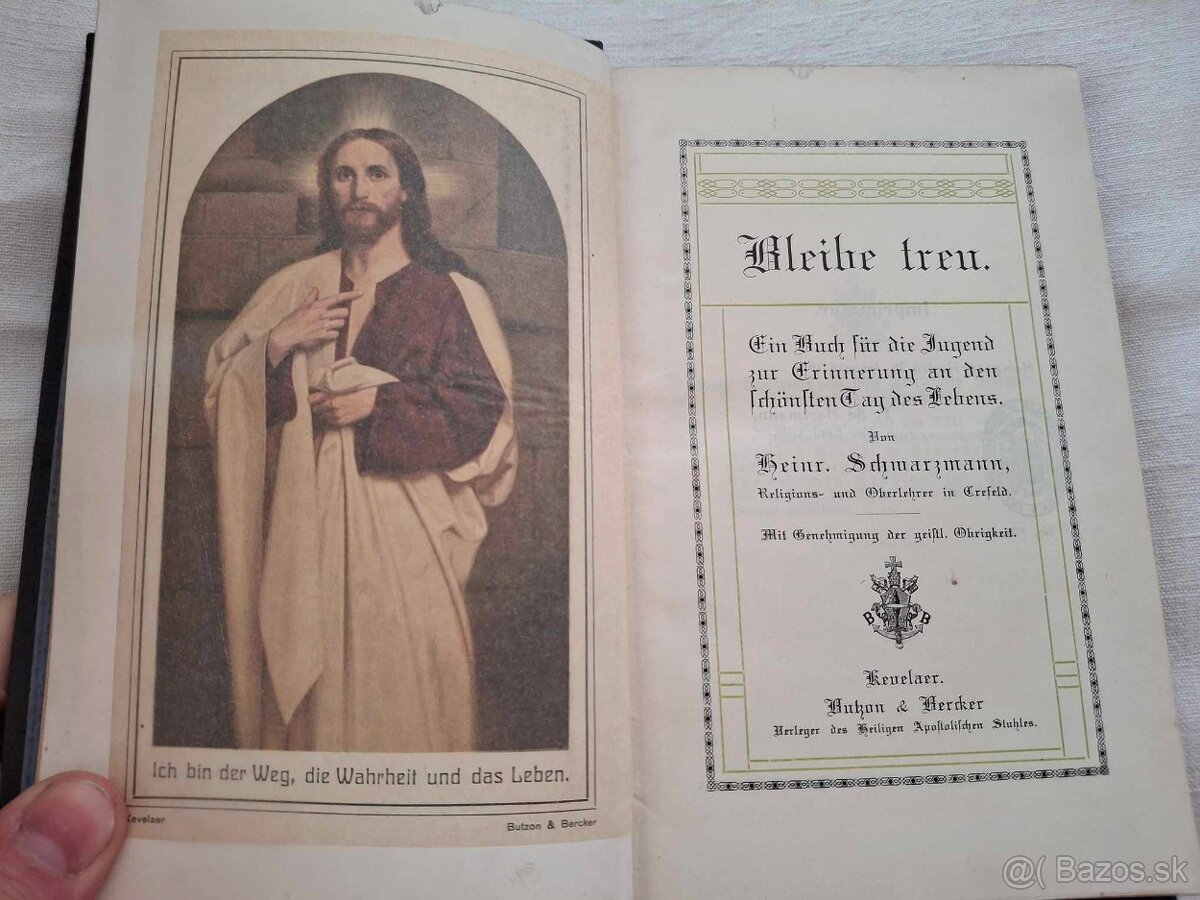 Ich bin der Weg, die Wahrheit und das Leben.
Kevelaer
Butzon & Bercker
Bleibe treu.
Ein Buch für die Jugend
zur Erinnerung an den
schönsten Tag des Lebens.
Von
Heinr. Schwarzmann,
Religions- und Oberlehrer in Crefeld.
Mit Genehmigung der geistl. Obrigkeit.
B B
Kevelaer.
Butzon & Bercker
Verleger des Heiligen Apostolischen Stuhles.
@( Bazos.sk